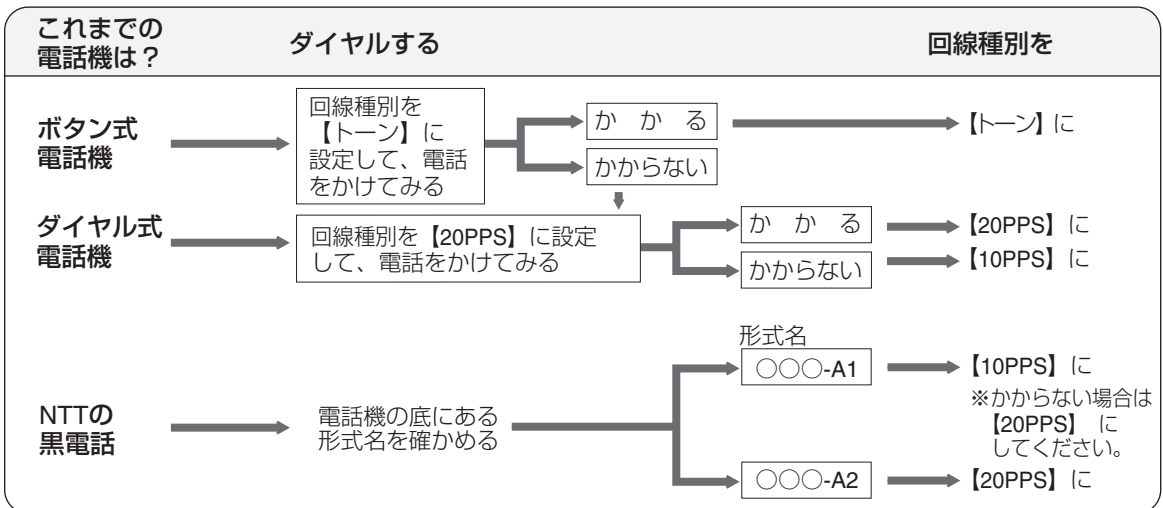 これまでの
電話機は？
ダイヤルする
回線種別を
ボタン式
電話機
回線種別を
【トーン】に
設定して、電話
をかけてみる
か か る
【トーン】に
かからない
ダイヤル式
電話機
回線種別を【20PPS】に設定
して、電話をかけてみる
か か る
【20PPS】に
かからない
【10PPS】に
NTTの
黒電話
電話機の底にある
形式名を確かめる
形式名
○○○-A1
【10PPS】に
※かからない場合は
【20PPS】に
してください。
○○○-A2
【20PPS】に